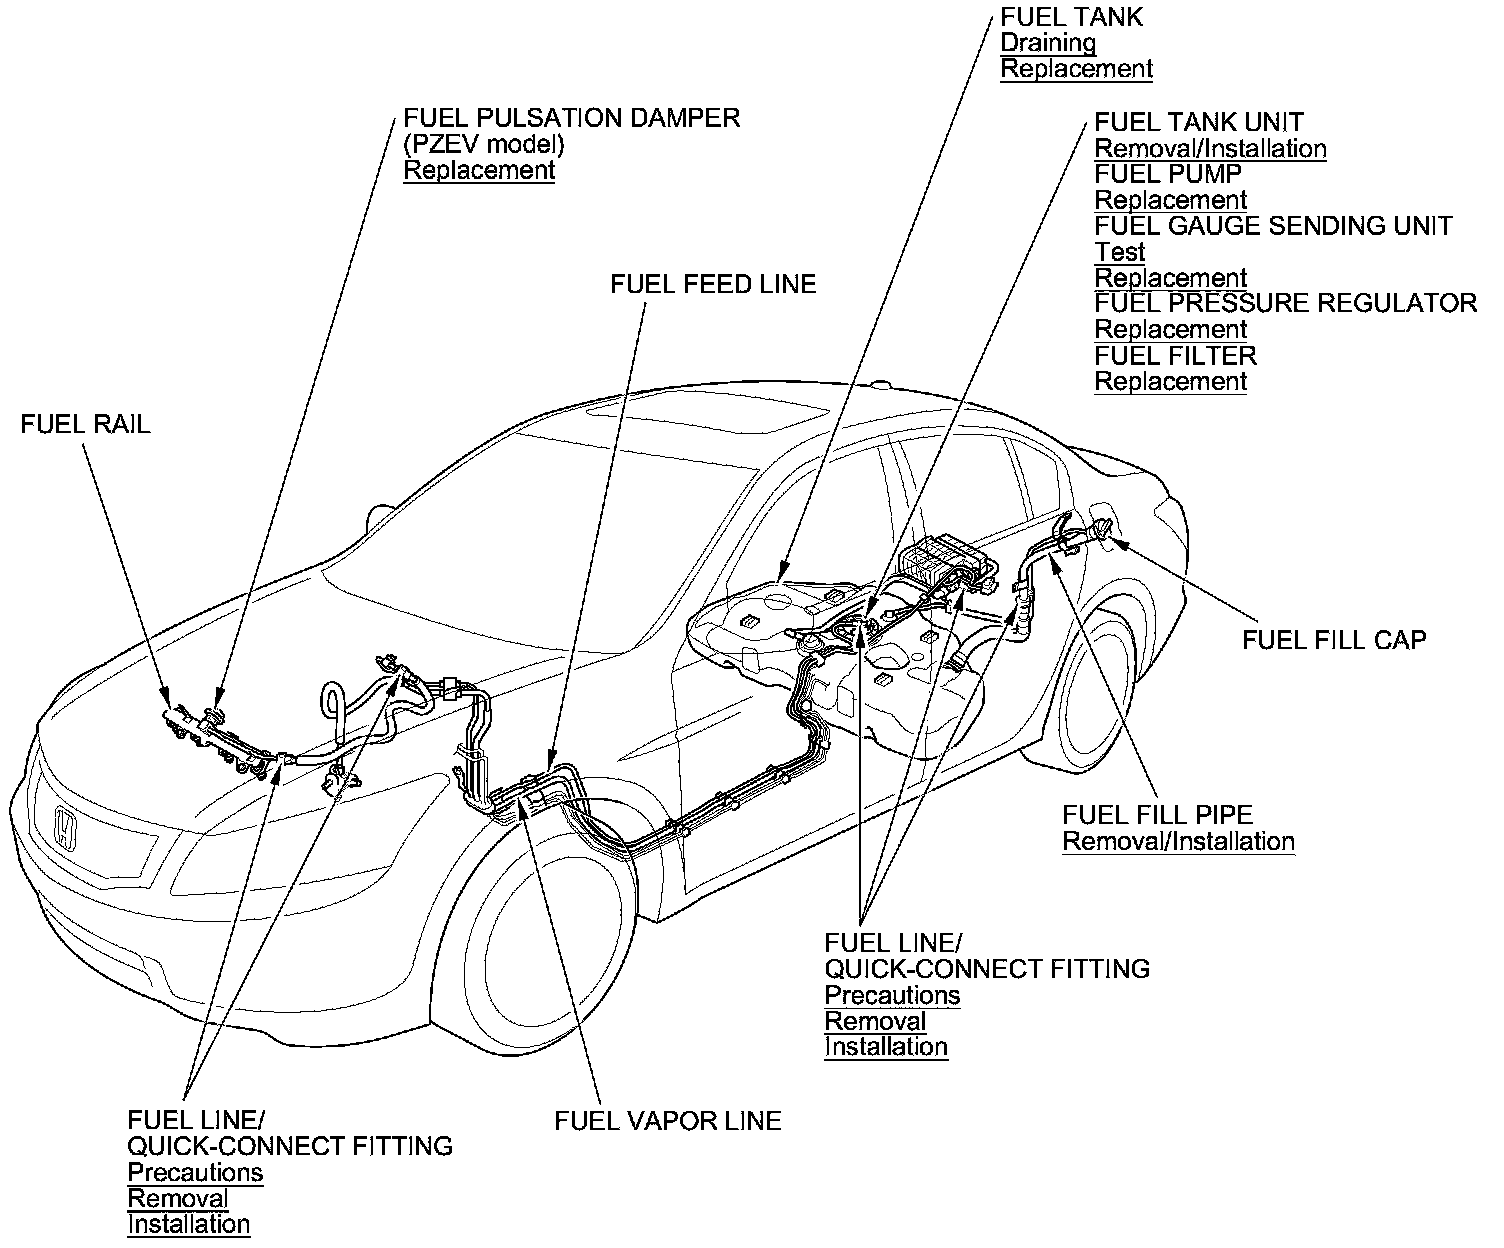 FUEL TANK
Draining
Replacement
FUEL PULSATION DAMPER
(PZEV model)
Replacement
FUEL TANK UNIT
Removal/Installation
FUEL PUMP
Replacement
FUEL GAUGE SENDING UNIT
Test
Replacement
FUEL PRESSURE REGULATOR
Replacement
FUEL FILTER
Replacement
FUEL FEED LINE
FUEL RAIL
FUEL FILL CAP
FUEL FILL PIPE
Removal/Installation
FUEL LINE/
QUICK-CONNECT FITTING
Precautions
Removal
Installation
FUEL VAPOR LINE
FUEL LINE/
QUICK-CONNECT FITTING
Precautions
Removal
Installation